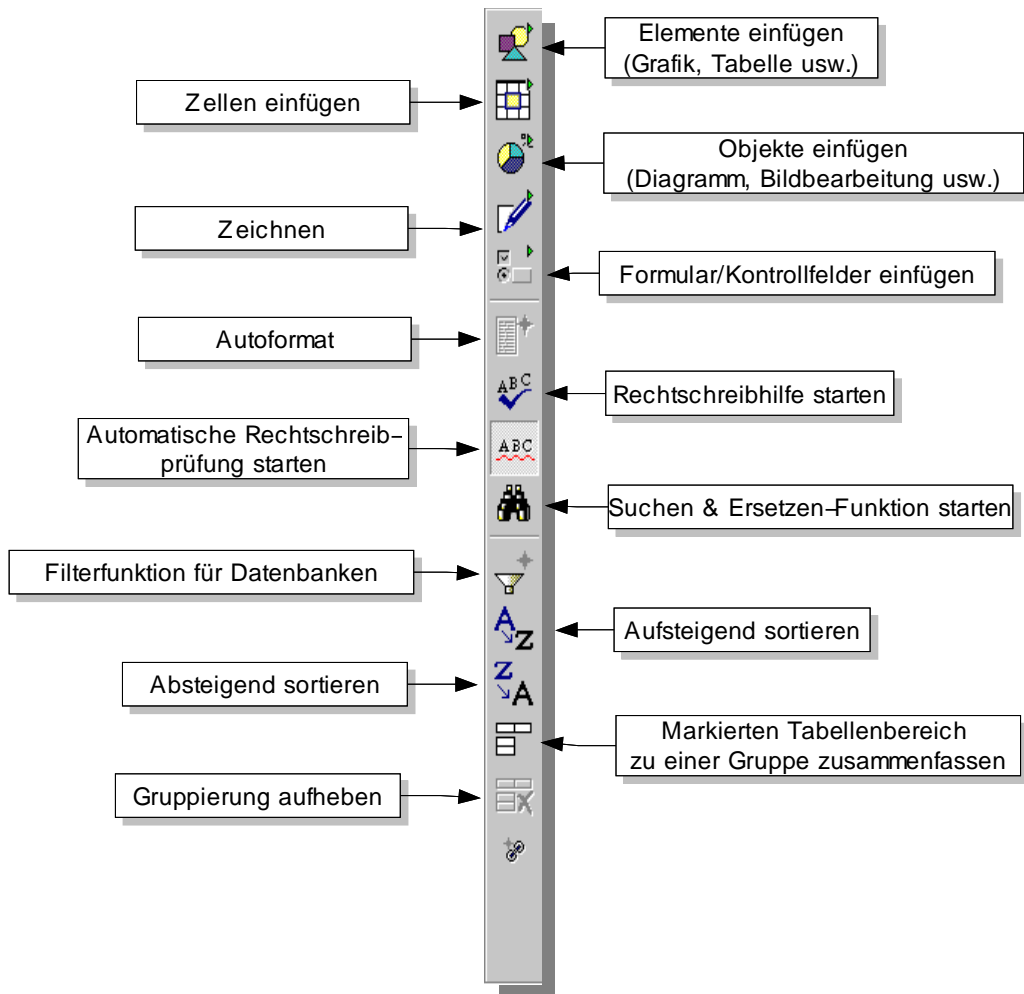 Elemente einfügen
(Grafik, Tabelle usw.)
Zellen einfügen
Objekte einfügen
(Diagramm, Bildbearbeitung usw.)
Zeichnen
Formular/Kontrollfelder einfügen
Autoformat
ABC
Rechtschreibhilfe starten
Automatische Rechtschreib–
prüfung starten
ABC
Suchen & Ersetzen–Funktion starten
Filterfunktion für Datenbanken
A
Z
Aufsteigend sortieren
Absteigend sortieren
Z
A
Markierten Tabellenbereich
zu einer Gruppe zusammenfassen
Gruppierung aufheben